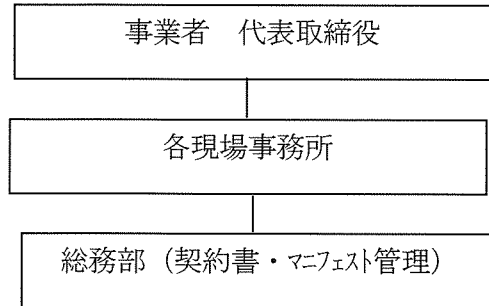 事業者　代表取締役
各現場事務所
総務部（契約書・ﾏﾆﾌｪｽﾄ管理）